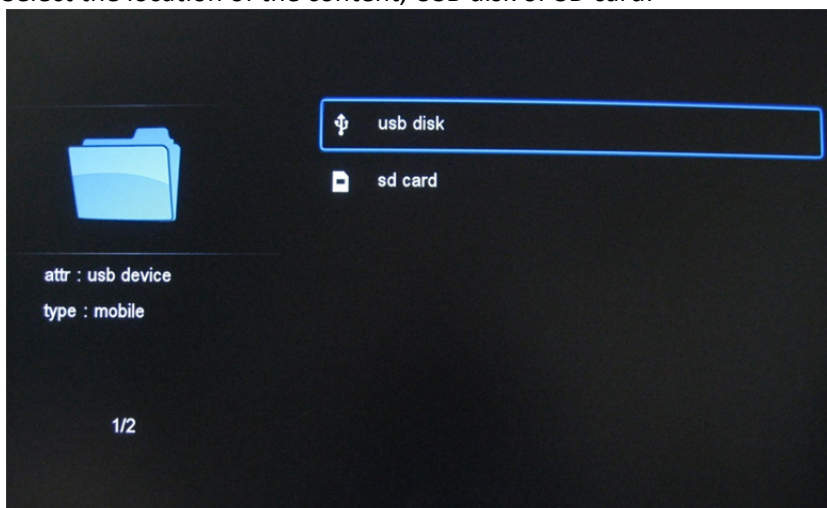 Select the location of the content, USB disk or SD card.
usb disk
sd card
attr : usb device
type : mobile
1/2